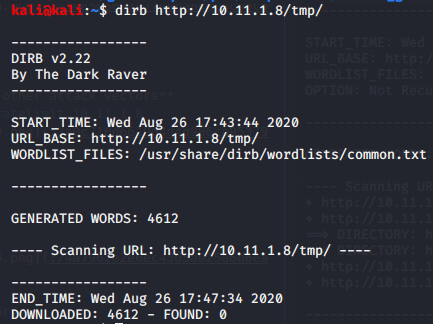 kali@kali:~$ dirb http://10.11.1.8/tmp/
-----------------
DIRB v2.22
By The Dark Raver
-----------------
START_TIME: Wed Aug 26 17:43:44 2020
URL_BASE: http://10.11.1.8/tmp/
WORDLIST_FILES: /usr/share/dirb/wordlists/common.txt
-----------------
GENERATED WORDS: 4612
---- Scanning URL: http://10.11.1.8/tmp/ ----
-----------------
END_TIME: Wed Aug 26 17:47:34 2020
DOWNLOADED: 4612 - FOUND: 0